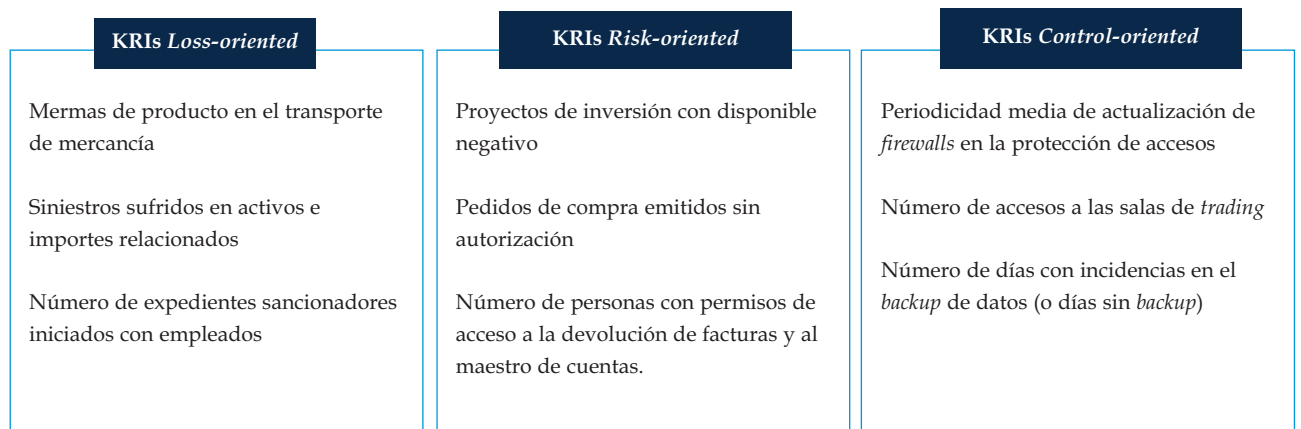 KRIs Loss-oriented
Mermas de producto en el transporte
de mercancía
Siniestros sufridos en activos e
importes relacionados
Número de expedientes sancionadores
iniciados con empleados
KRIs Risk-oriented
Proyectos de inversión con disponible
negativo
Pedidos de compra emitidos sin
autorización
Número de personas con permisos de
acceso a la devolución de facturas y al
maestro de cuentas.
KRIs Control-oriented
Periodicidad media de actualización de
firewalls en la protección de accesos
Número de accesos a las salas de trading
Número de días con incidencias en el
backup de datos (o días sin backup)